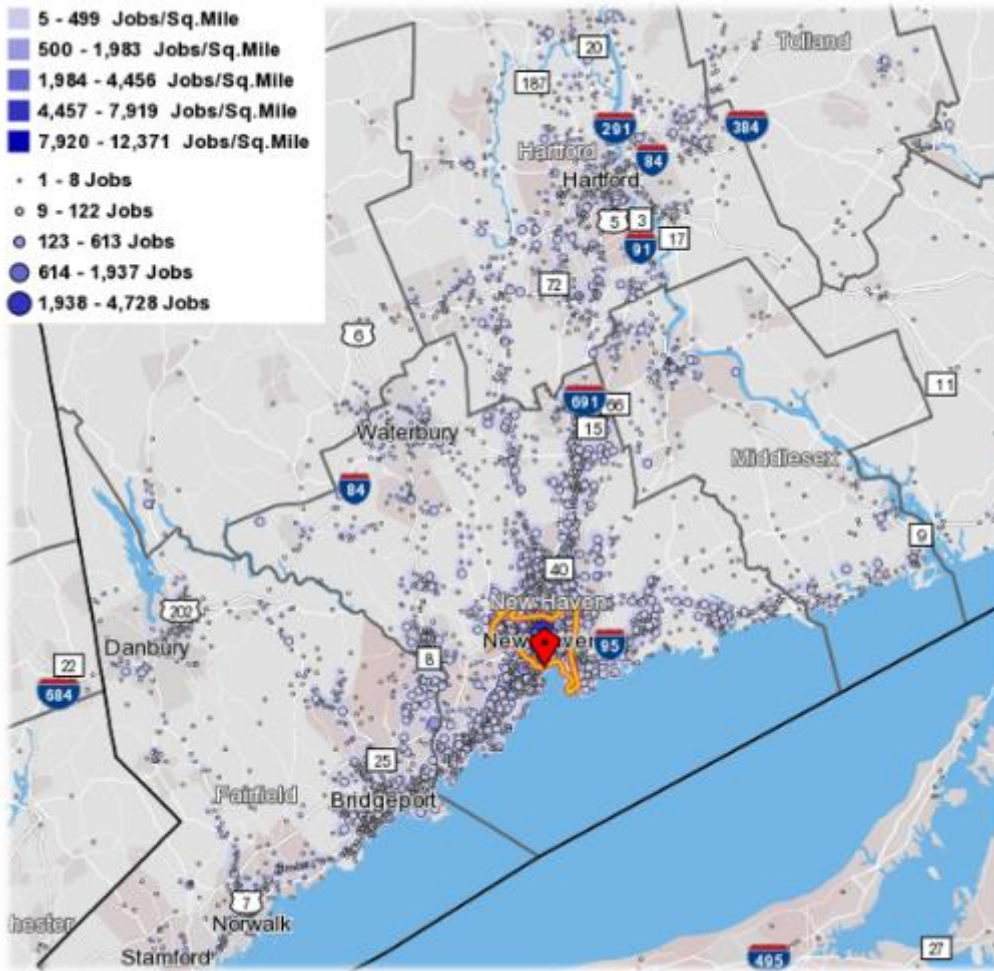 5 - 499 Jobs/Sq.Mile
500 - 1,983 Jobs/Sq.Mile
1,984 - 4,456 Jobs/Sq.Mile
4,457 - 7,919 Jobs/Sq.Mile
7,920 - 12,371 Jobs/Sq.Mile
1 - 8 Jobs
9 - 122 Jobs
123 - 613 Jobs
614 - 1,937 Jobs
1,938 - 4,728 Jobs
20
Tolland
187
291
384
Hartford
84
Hartford
5
3
17
91
72
6
11
691
66
15
Waterbury
Middlesex
84
9
40
New Haven
202
Danbury
95
8
22
684
25
Fairfield
Bridgeport
7
Norwalk
Stamford
27
495